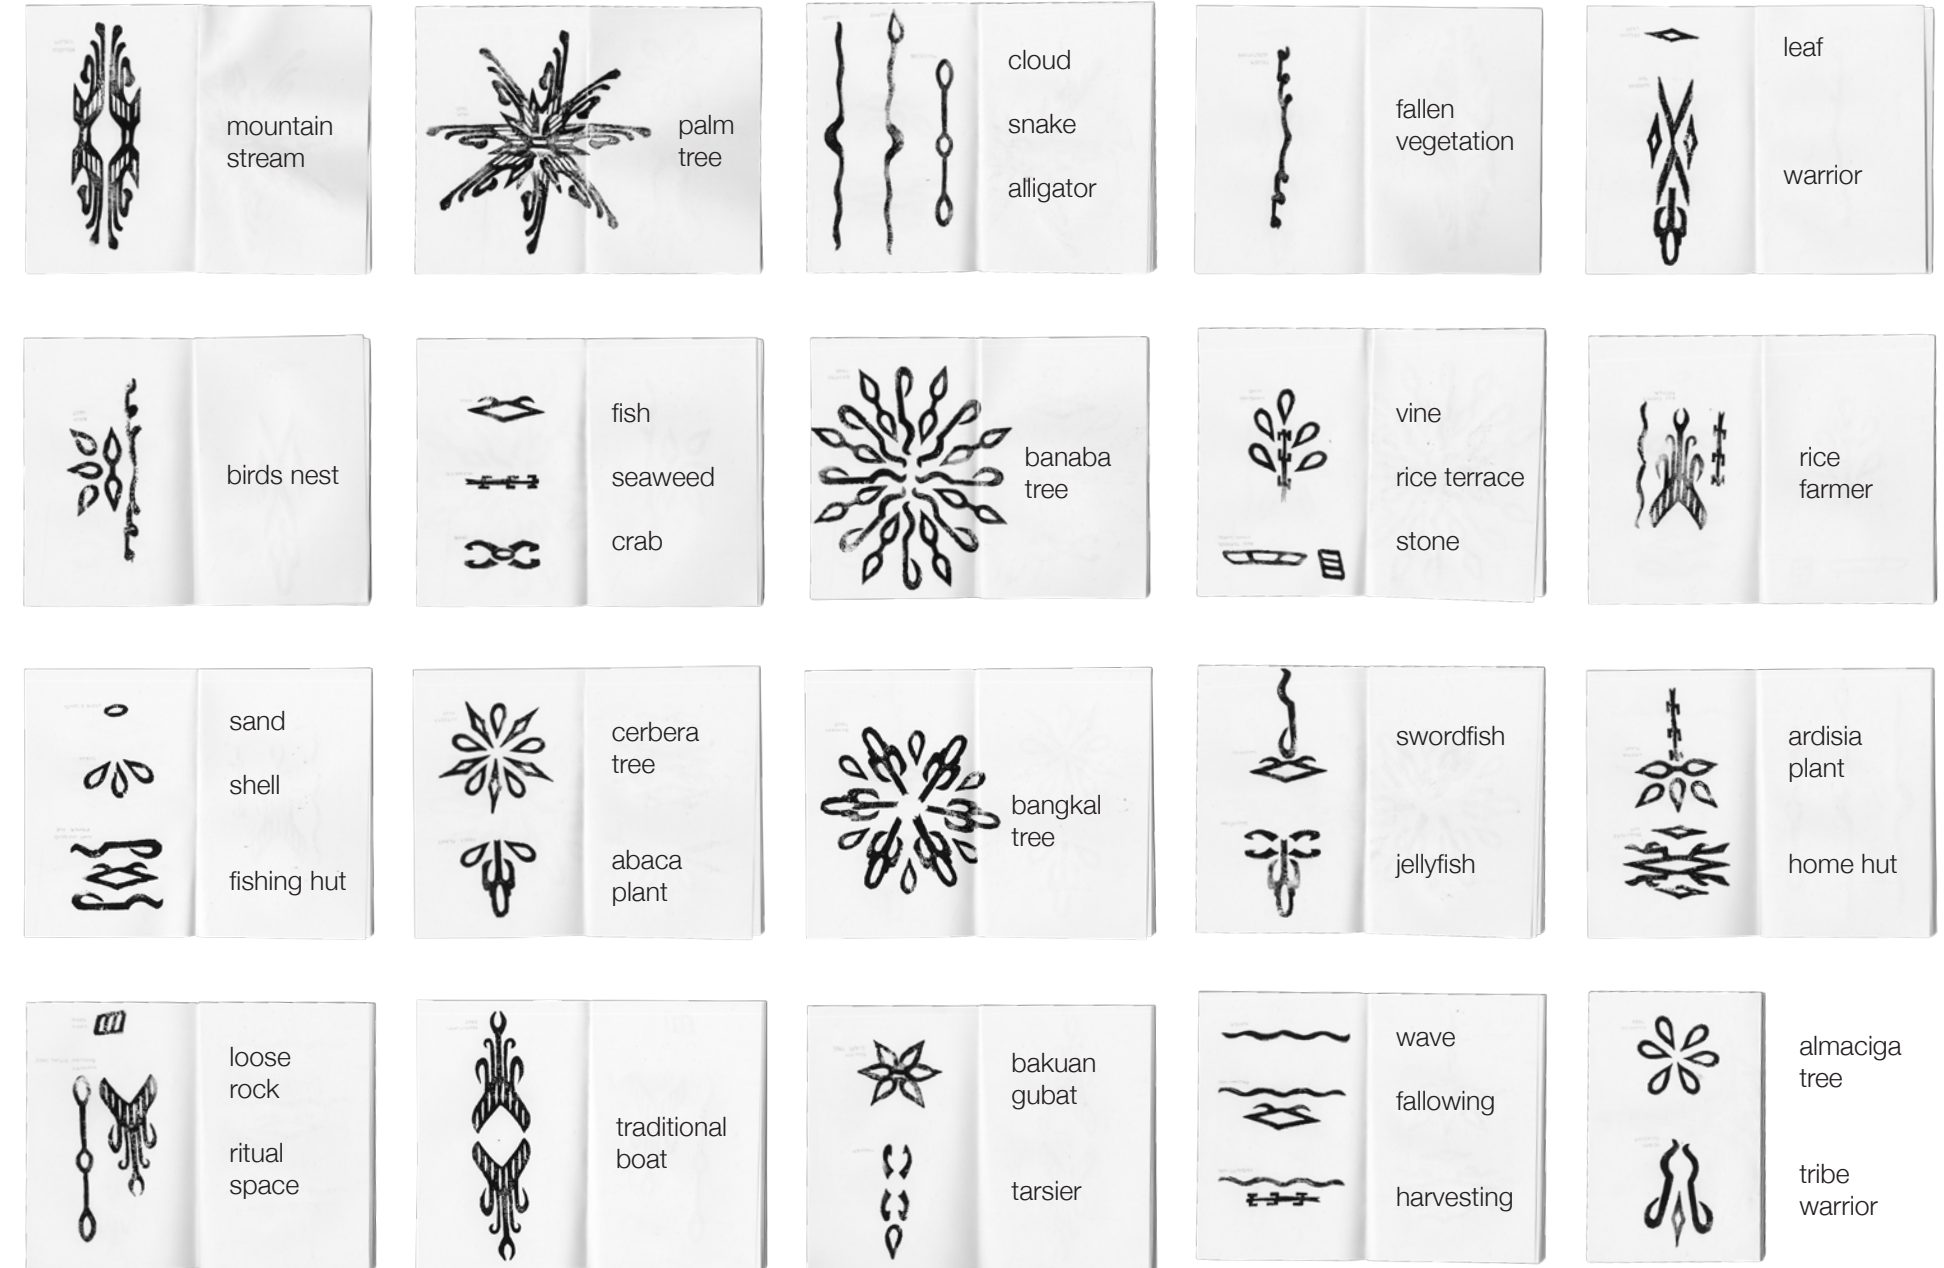 mountain
stream
palm
tree
cloud
snake
alligator
fallen
vegetation
leaf
warrior
birds nest
fish
seaweed
crab
banaba
tree
vine
rice terrace
stone
rice
farmer
sand
shell
fishing hut
cerbera
tree
abaca
plant
bangkal
tree
swordfish
jellyfish
ardisia
plant
home hut
loose
rock
ritual
space
traditional
boat
bakuan
gubat
tarsier
wave
fallowing
harvesting
almaciga
tree
tribe
warrior